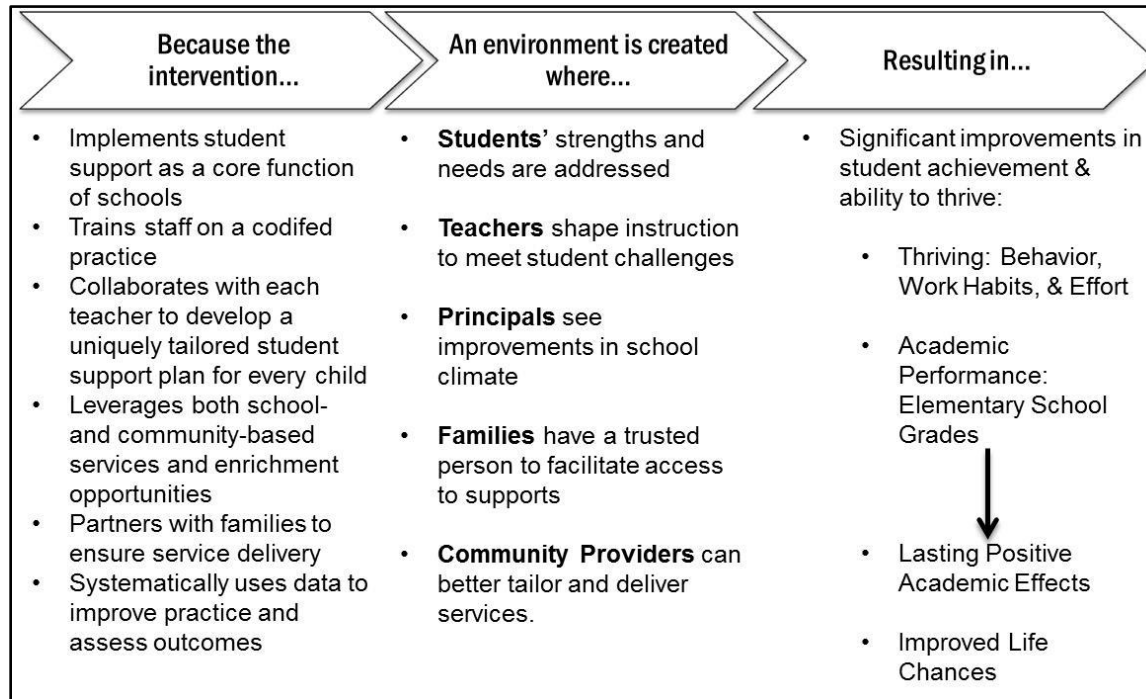 Because the
intervention...
• Implements student
support as a core function
of schools
• Trains staff on a codifed
practice
• Collaborates with each
teacher to develop a
uniquely tailored student
support plan for every child
• Leverages both school-
and community-based
services and enrichment
opportunities
• Partners with families to
ensure service delivery
• Systematically uses data to
improve practice and
assess outcomes
An environment is created
where...
• Students’ strengths and
needs are addressed
• Teachers shape instruction
to meet student challenges
• Principals see
improvements in school
climate
• Families have a trusted
person to facilitate access
to supports
• Community Providers can
better tailor and deliver
services.
Resulting in...
• Significant improvements in
student achievement &
ability to thrive:
• Thriving: Behavior,
Work Habits, & Effort
• Academic
Performance:
Elementary School
Grades
• Lasting Positive
Academic Effects
• Improved Life
Chances